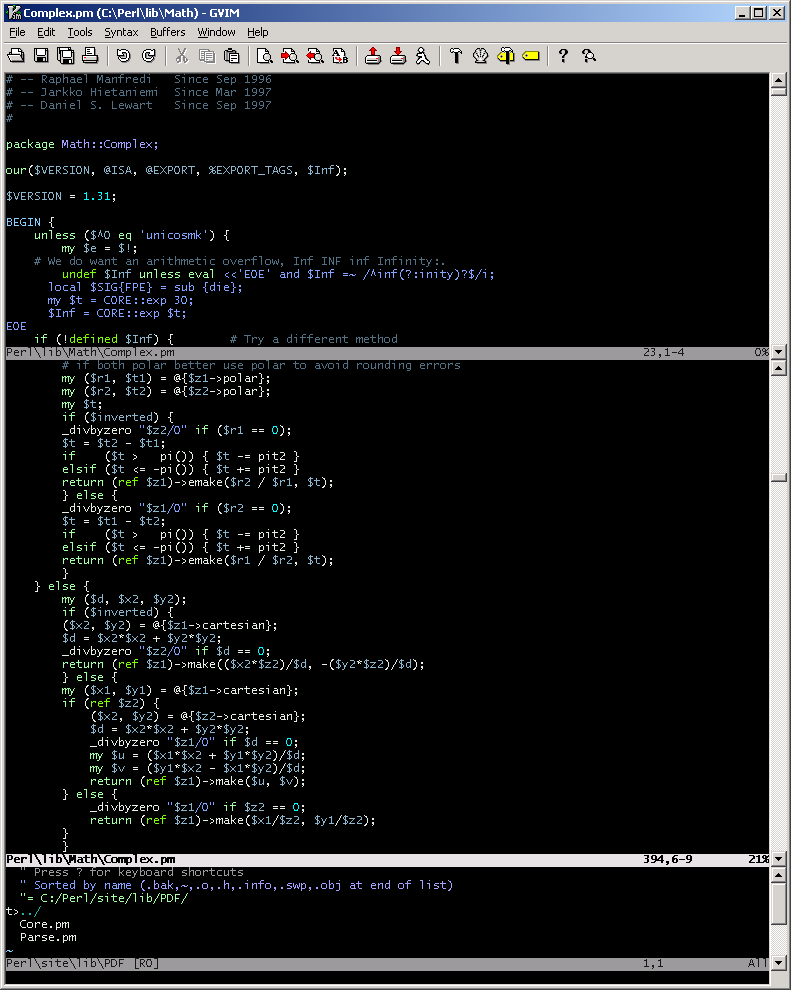 Complex.pm (C:\Perl\lib\Math) - GVIM
File Edit Tools Syntax Buffers Window Help
# -- Raphael Manfredi   Since Sep 1996
# -- Jarkko Hietaniemi  Since Mar 1997
# -- Daniel S. Lewart   Since Sep 1997
#
package Math::Complex;
our($VERSION, @ISA, @EXPORT, %EXPORT_TAGS, $Inf);
$VERSION = 1.31;
BEGIN {
    unless ($^O eq 'unicosmk') {
        my $e = $!;
    # We do want an arithmetic overflow, Inf INF inf Infinity:.
        undef $Inf unless eval <<'EOE' and $Inf =~ /^inf(?:inity)?$/i;
      local $SIG{FPE} = sub {die};
      my $t = CORE::exp 30;
      $Inf = CORE::exp $t;
EOE
    if (!defined $Inf) {        # Try a different method
Perl\lib\Math\Complex.pm 23,1-4 0%
        # if both polar better use polar to avoid rounding errors
        my ($r1, $t1) = @{$z1->polar};
        my ($r2, $t2) = @{$z2->polar};
        my $t;
        if ($inverted) {
        _divbyzero "$z2/0" if ($r1 == 0);
        $t = $t2 - $t1;
        if    ($t >   pi()) { $t -= pit2 }
        elsif ($t <= -pi()) { $t += pit2 }
        return (ref $z1)->emake($r2 / $r1, $t);
        } else {
        _divbyzero "$z1/0" if ($r2 == 0);
        $t = $t1 - $t2;
        if    ($t >   pi()) { $t -= pit2 }
        elsif ($t <= -pi()) { $t += pit2 }
        return (ref $z1)->emake($r1 / $r2, $t);
        }
    } else {
        my ($d, $x2, $y2);
        if ($inverted) {
        ($x2, $y2) = @{$z1->cartesian};
        $d = $x2*$x2 + $y2*$y2;
        _divbyzero "$z2/0" if $d == 0;
        return (ref $z1)->make(($x2*$z2)/$d, -($y2*$z2)/$d);
        } else {
        my ($x1, $y1) = @{$z1->cartesian};
        if (ref $z2) {
            ($x2, $y2) = @{$z2->cartesian};
            $d = $x2*$x2 + $y2*$y2;
            _divbyzero "$z1/0" if $d == 0;
            my $u = ($x1*$x2 + $y1*$y2)/$d;
            my $v = ($y1*$x2 - $x1*$y2)/$d;
            return (ref $z1)->make($u, $v);
        } else {
            _divbyzero "$z1/0" if $z2 == 0;
            return (ref $z1)->make($x1/$z2, $y1/$z2);
        }
        }
Perl\lib\Math\Complex.pm 394,6-9 21%
  " Press ? for keyboard shortcuts
  " Sorted by name (.bak,~,.o,.h,.info,.swp,.obj at end of list)
  "= C:/Perl/site/lib/PDF/
t>../
  Core.pm
  Parse.pm
~
Perl\site\lib\PDF [RO] 1,1 All